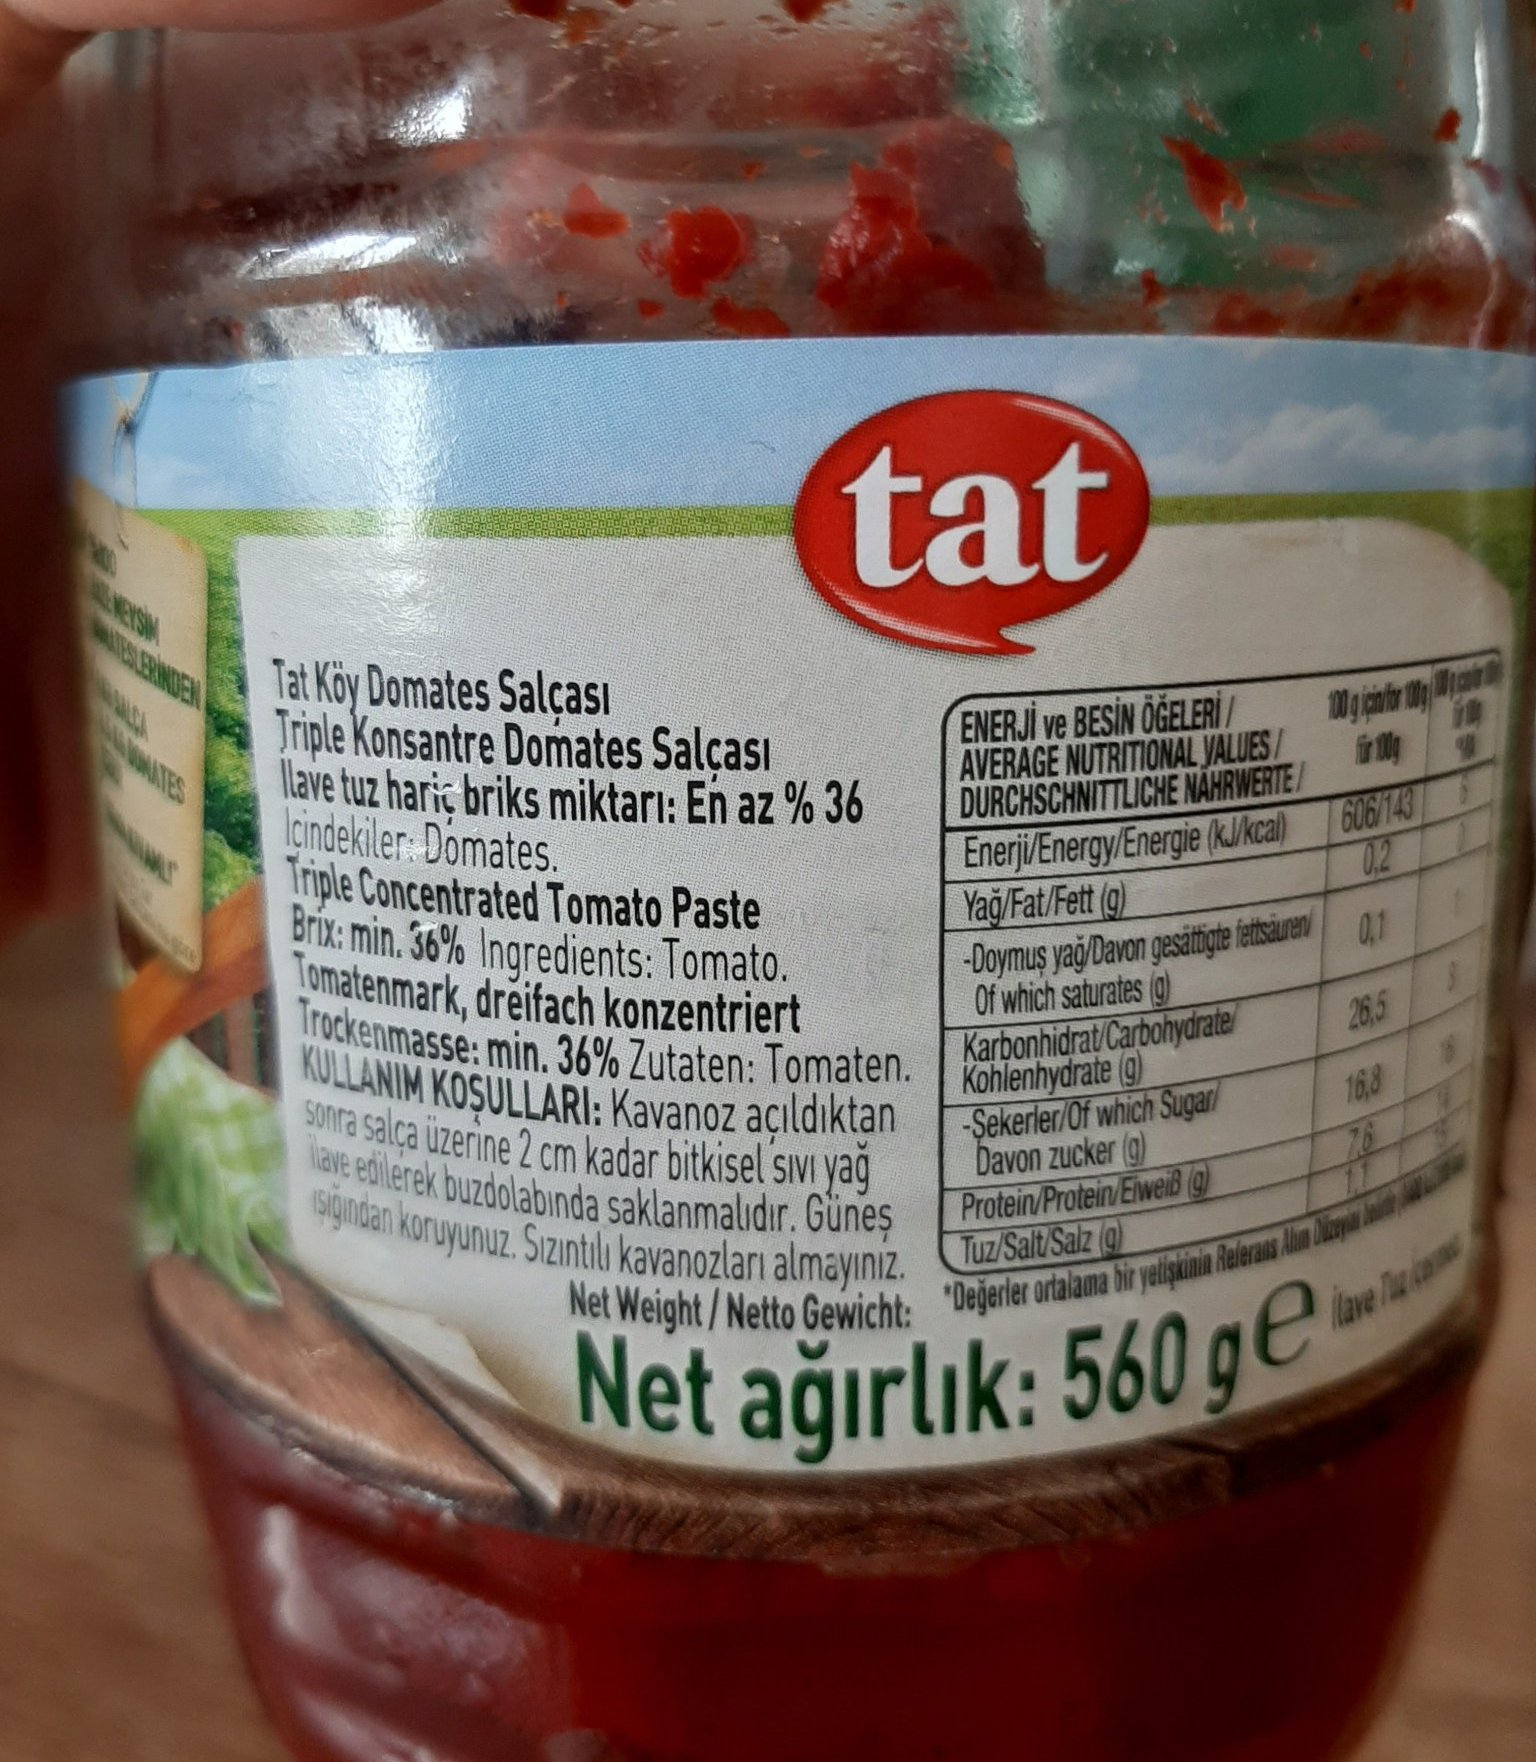 tat
MEYSİM
Tat Köy Domates Salçası
Triple Konsantre Domates Salçası
İlave tuz hariç briks miktarı: En az % 36
İçindekiler: Domates.
Triple Concentrated Tomato Paste
Brix: min. 36% Ingredients: Tomato.
Tomatenmark, dreifach konzentriert
Trockenmasse: min. 36% Zutaten: Tomaten.
KULLANIM KOŞULLARI: Kavanoz açıldıktan
sonra salça üzerine 2 cm kadar bitkisel sıvı yağ
ilave edilerek buzdolabında saklanmalıdır. Güneş
ışığından koruyunuz. Sızıntılı kavanozları almayınız.
Net Weight / Netto Gewicht:
Net ağırlık: 560 g e
ENERJİ ve BESİN ÖĞELERİ / 100 g için/for 100g
AVERAGE NUTRITIONAL VALUES / für 100g
DURCHSCHNITTLICHE NAHRWERTE /
Enerji/Energy/Energie (kJ/kcal) 606/143
Yağ/Fat/Fett (g) 0,2
-Doymuş yağ/Davon gesättigte fettsäuren/ 0,1
Of which saturates (g)
Karbonhidrat/Carbohydrate/ 26,5
Kohlenhydrate (g)
-Şekerler/Of which Sugar/ 16,8
Davon zucker (g)
Protein/Protein/Eiweiß (g) 7,6
Tuz/Salt/Salz (g) 1,1
*Değerler ortalama bir yetişkinin Referans Alım Düzeyini
İlave Tuz